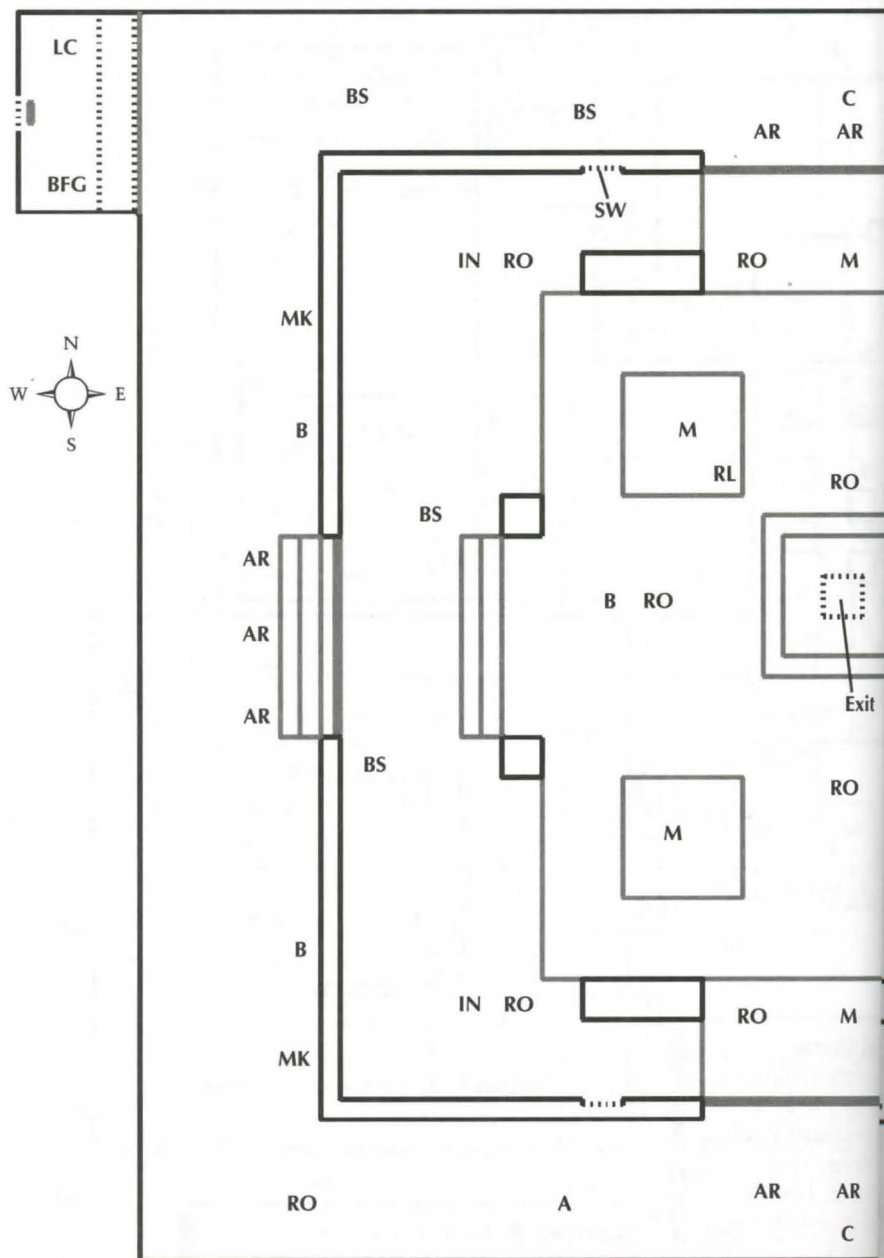 LC
BS
C
BS
AR AR
BFG
SW
IN RO RO M
MK
N
W E
S
B
M
RL
RO
BS
AR
B RO
AR
Exit
AR
BS
RO
M
B
IN RO RO M
MK
AR AR
RO A
C